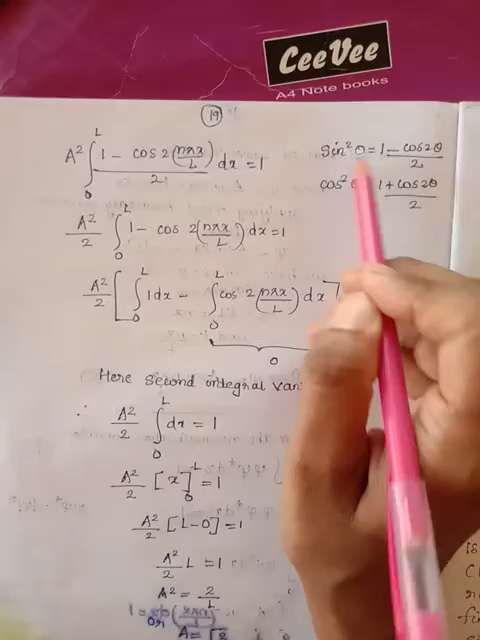 CeeVee
A4 Note books
19
A² ∫₀ᴸ (1 - cos 2(nπx/L))/2 dx = 1
sin² θ = (1 - cos2θ)/2
cos² θ 1 + cos2θ/2
A²/2 ∫₀ᴸ 1 - cos 2(nπx/L) dx = 1
A²/2 [ ∫₀ᴸ 1dx - ∫₀ᴸ cos 2(nπx/L) dx ]
0
Here second integral van
∴ A²/2 ∫₀ᴸ dx = 1
A²/2 [x]₀ᴸ = 1
A²/2 [L-0] = 1
A²/2 L = 1
A² = 2/L
Or